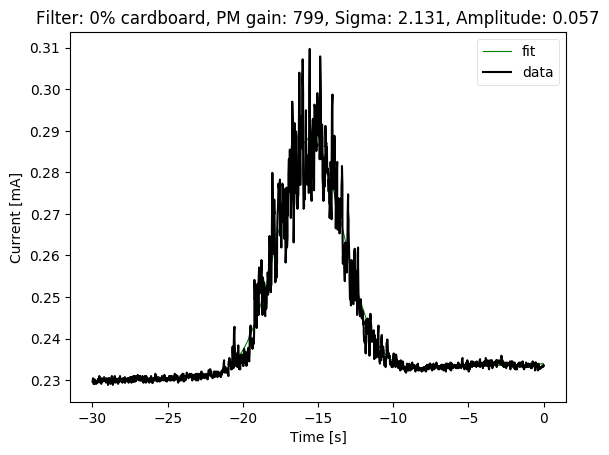 Filter: 0% cardboard, PM gain: 799, Sigma: 2.131, Amplitude: 0.057
fit
data
Current [mA]
0.31
0.30
0.29
0.28
0.27
0.26
0.25
0.24
0.23
−30 −25 −20 −15 −10 −5 0
Time [s]